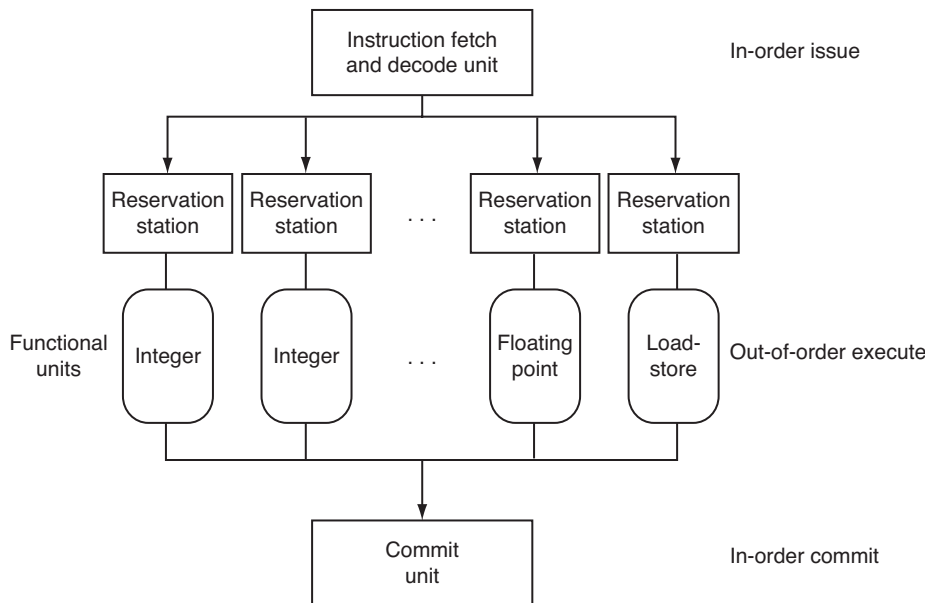 Instruction fetch
and decode unit
In-order issue
Reservation
station
Reservation
station
. . .
Reservation
station
Reservation
station
Functional
units
Integer
Integer
. . .
Floating
point
Load-
store
Out-of-order execute
Commit
unit
In-order commit